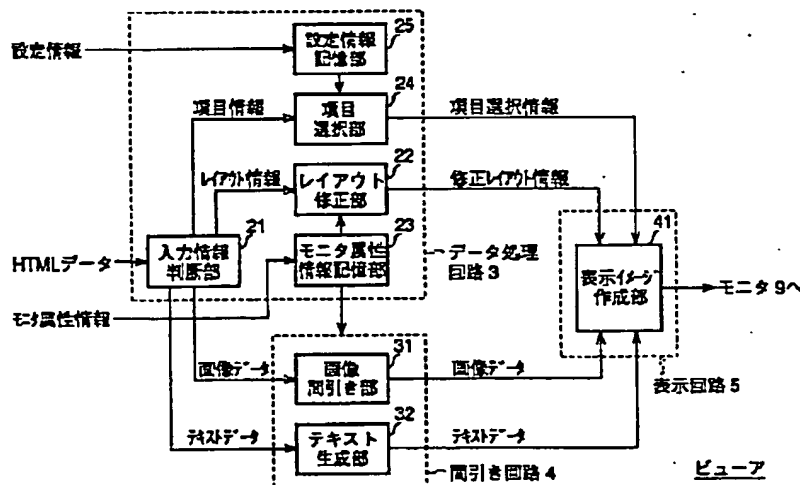 設定情報
25
設定情報
記憶部
24
項目情報
項目
選択部
項目選択情報
22
レイアウト情報
レイアウト
修正部
修正レイアウト情報
21
HTMLデータ
入力情報
判断部
23
モニタ属性
情報記憶部
データ処理
回路3
41
表示イメージ
作成部
モニタ9へ
モニタ属性情報
31
画像データ
画像
間引き部
画像データ
表示回路5
32
テキストデータ
テキスト
生成部
テキストデータ
間引き回路4
ビューア